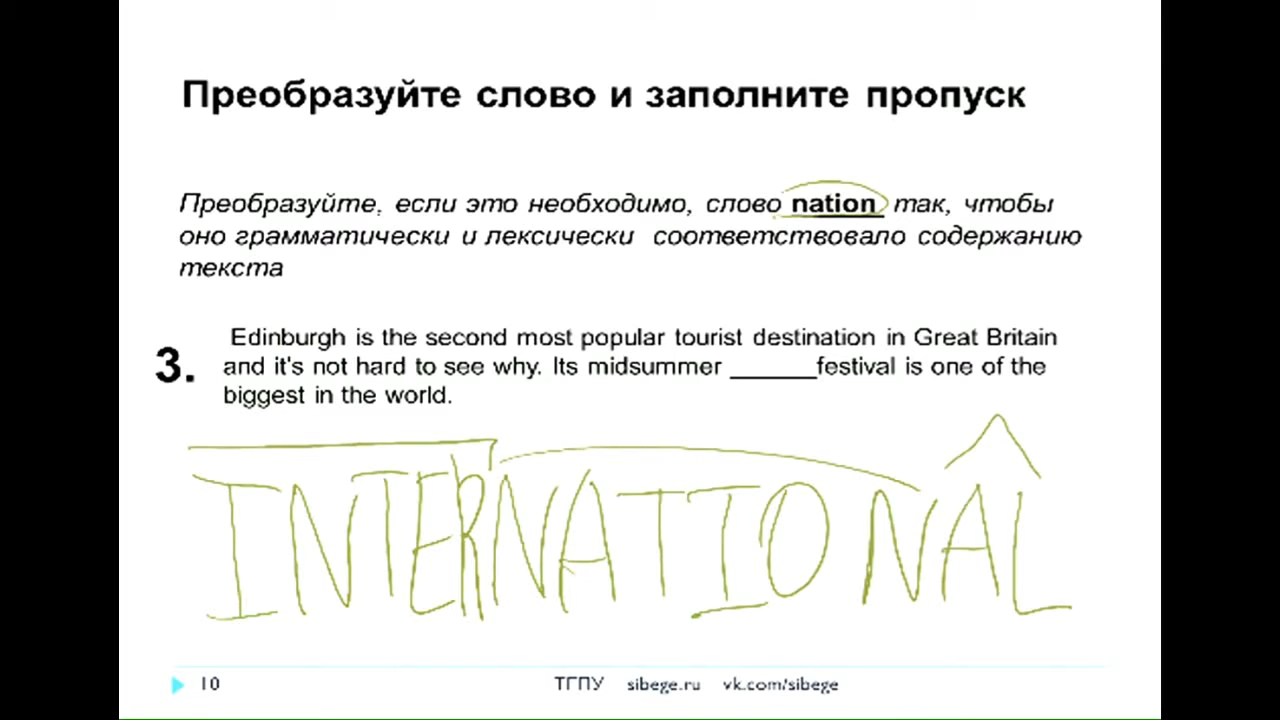 Преобразуйте слово и заполните пропуск
Преобразуйте, если это необходимо, слово nation так, чтобы
оно грамматически и лексически соответствовало содержанию
текста
3. Edinburgh is the second most popular tourist destination in Great Britain
and it's not hard to see why. Its midsummer ______festival is one of the
biggest in the world.
INTERNATIONAL
10 ТГПУ sibege.ru vk.com/sibege